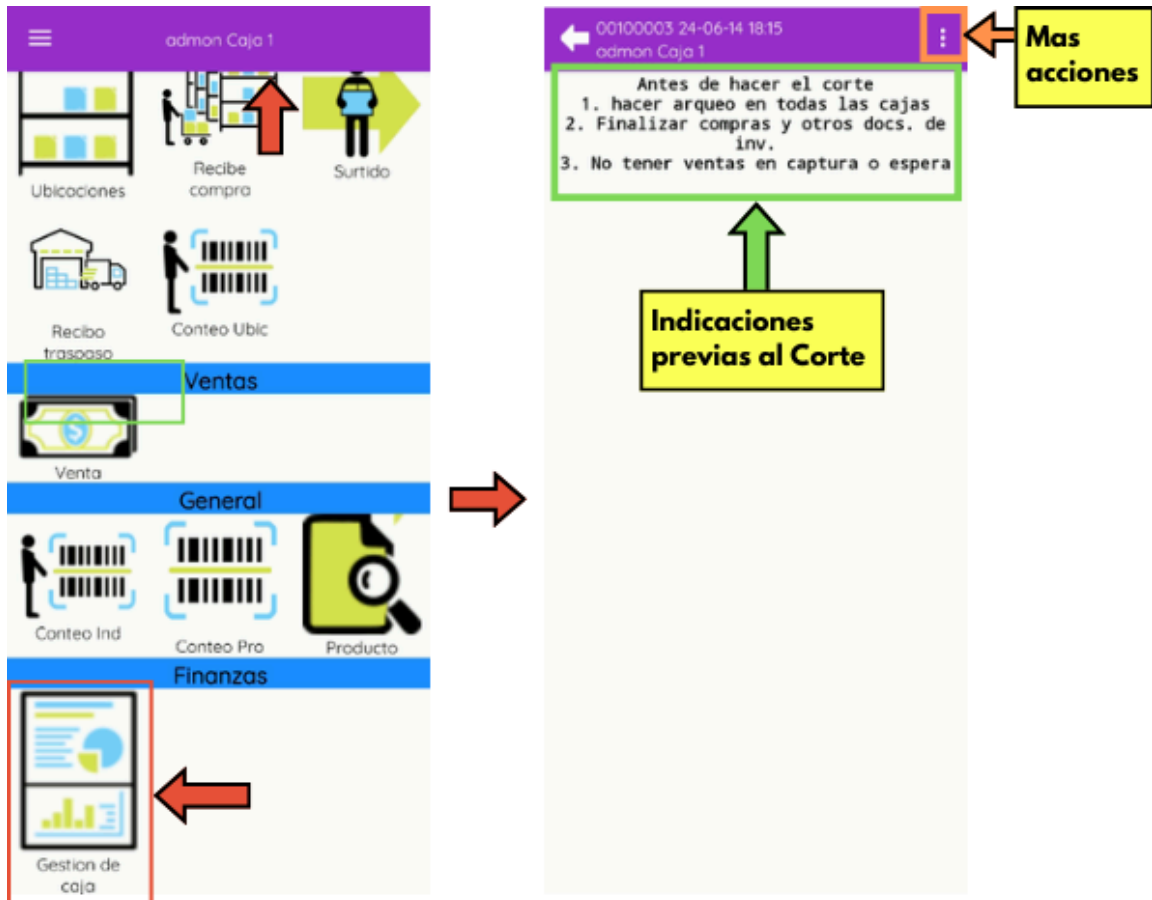 admon Caja 1
Ubicaciones
Recibe
compra
Surtido
Recibo
traspaso
Conteo Ubic
Ventas
Venta
General
Conteo Ind
Conteo Pro
Producto
Finanzas
Gestion de
caja
00100003 24-06-14 18:15
admon Caja 1
Mas
acciones
Antes de hacer el corte
1. hacer arqueo en todas las cajas
2. Finalizar compras y otros docs. de
inv.
3. No tener ventas en captura o espera
Indicaciones
previas al Corte